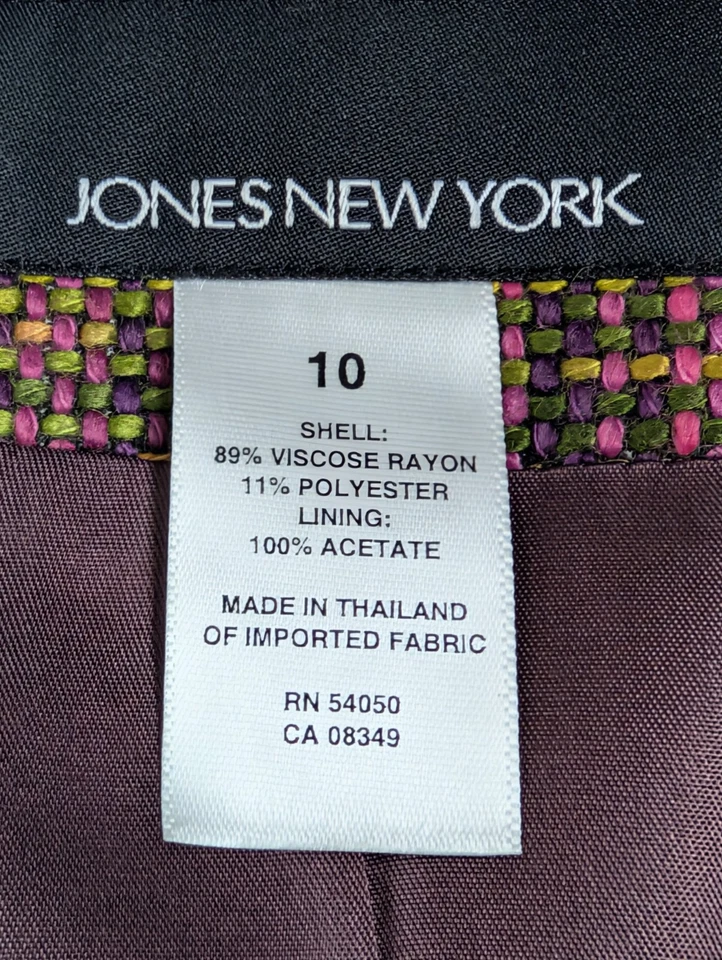 JONES NEW YORK
10
SHELL:
89% VISCOSE RAYON
11% POLYESTER
LINING:
100% ACETATE
MADE IN THAILAND
OF IMPORTED FABRIC
RN 54050
CA 08349